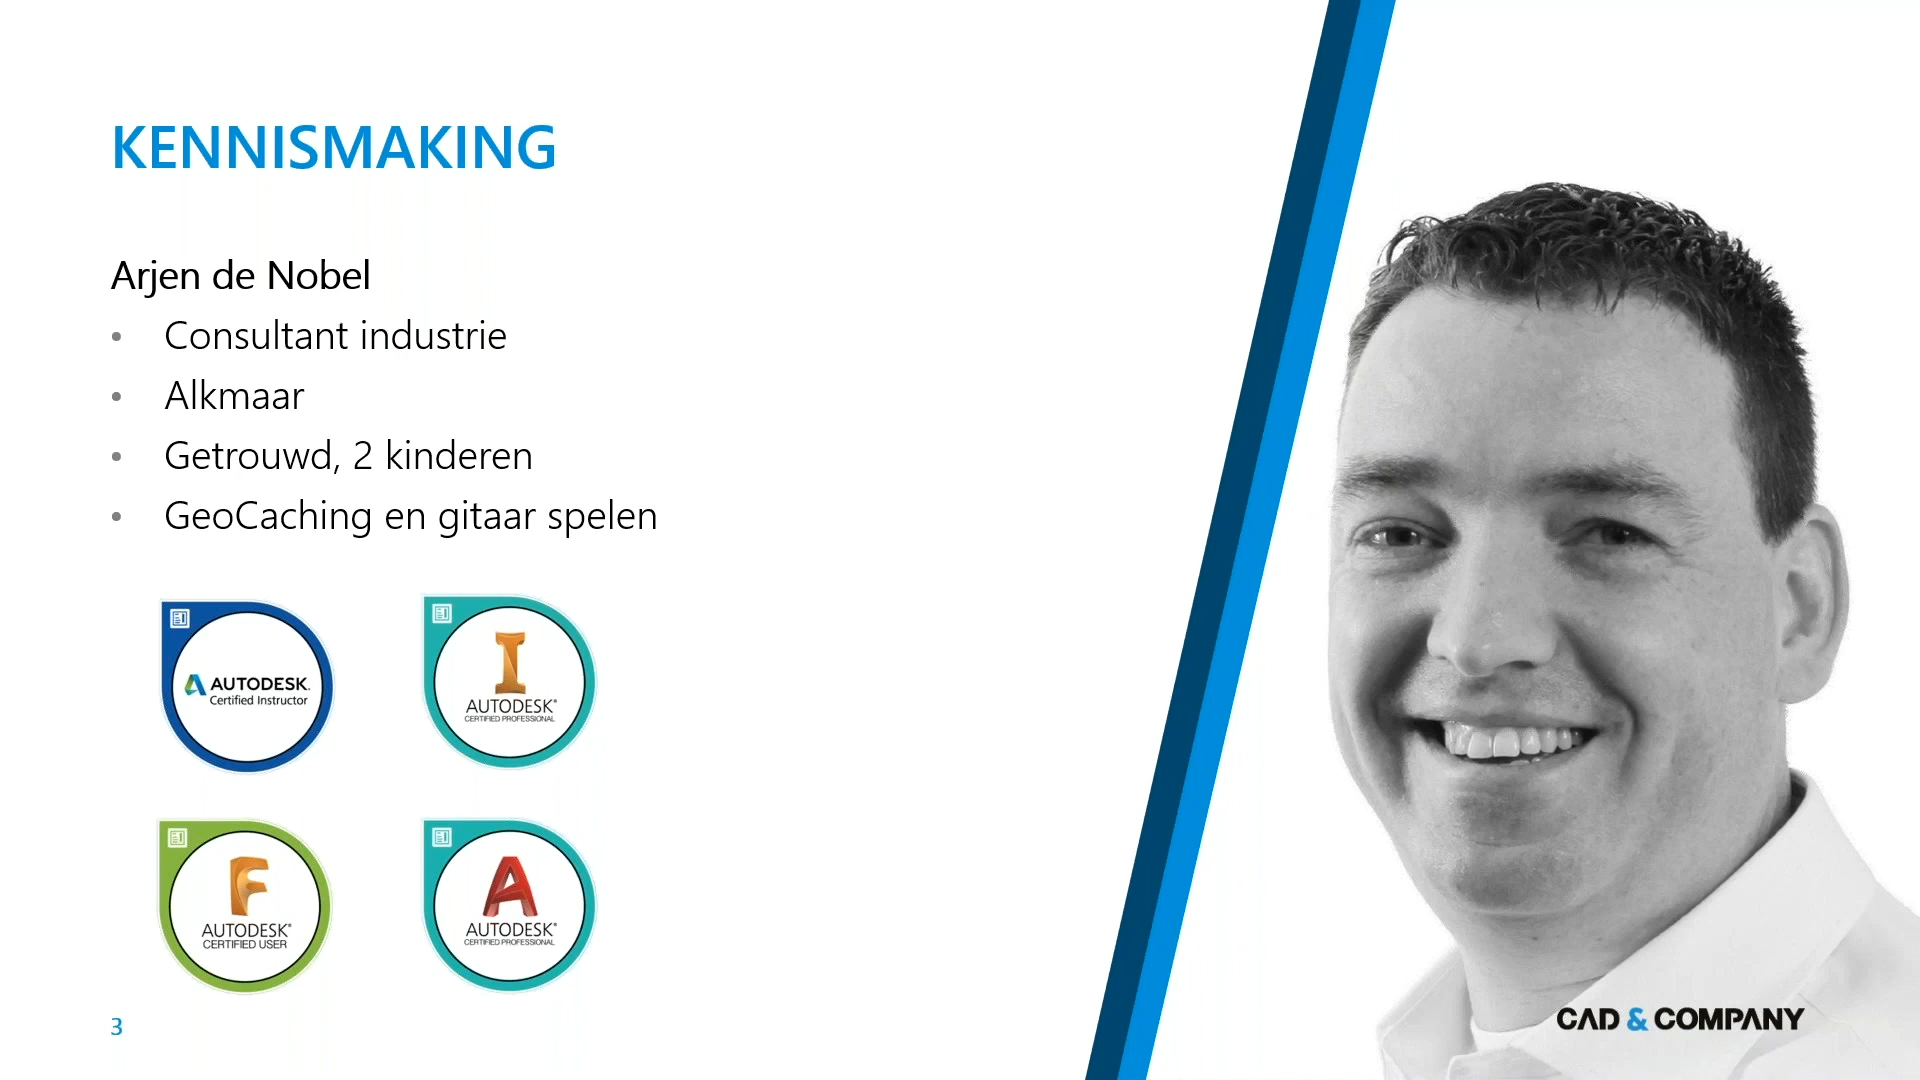 KENNISMAKING
Arjen de Nobel
• Consultant industrie
• Alkmaar
• Getrouwd, 2 kinderen
• GeoCaching en gitaar spelen
AUTODESK.
Certified Instructor
AUTODESK®
CERTIFIED PROFESSIONAL
AUTODESK®
CERTIFIED USER
AUTODESK®
CERTIFIED PROFESSIONAL
3
CAD & COMPANY